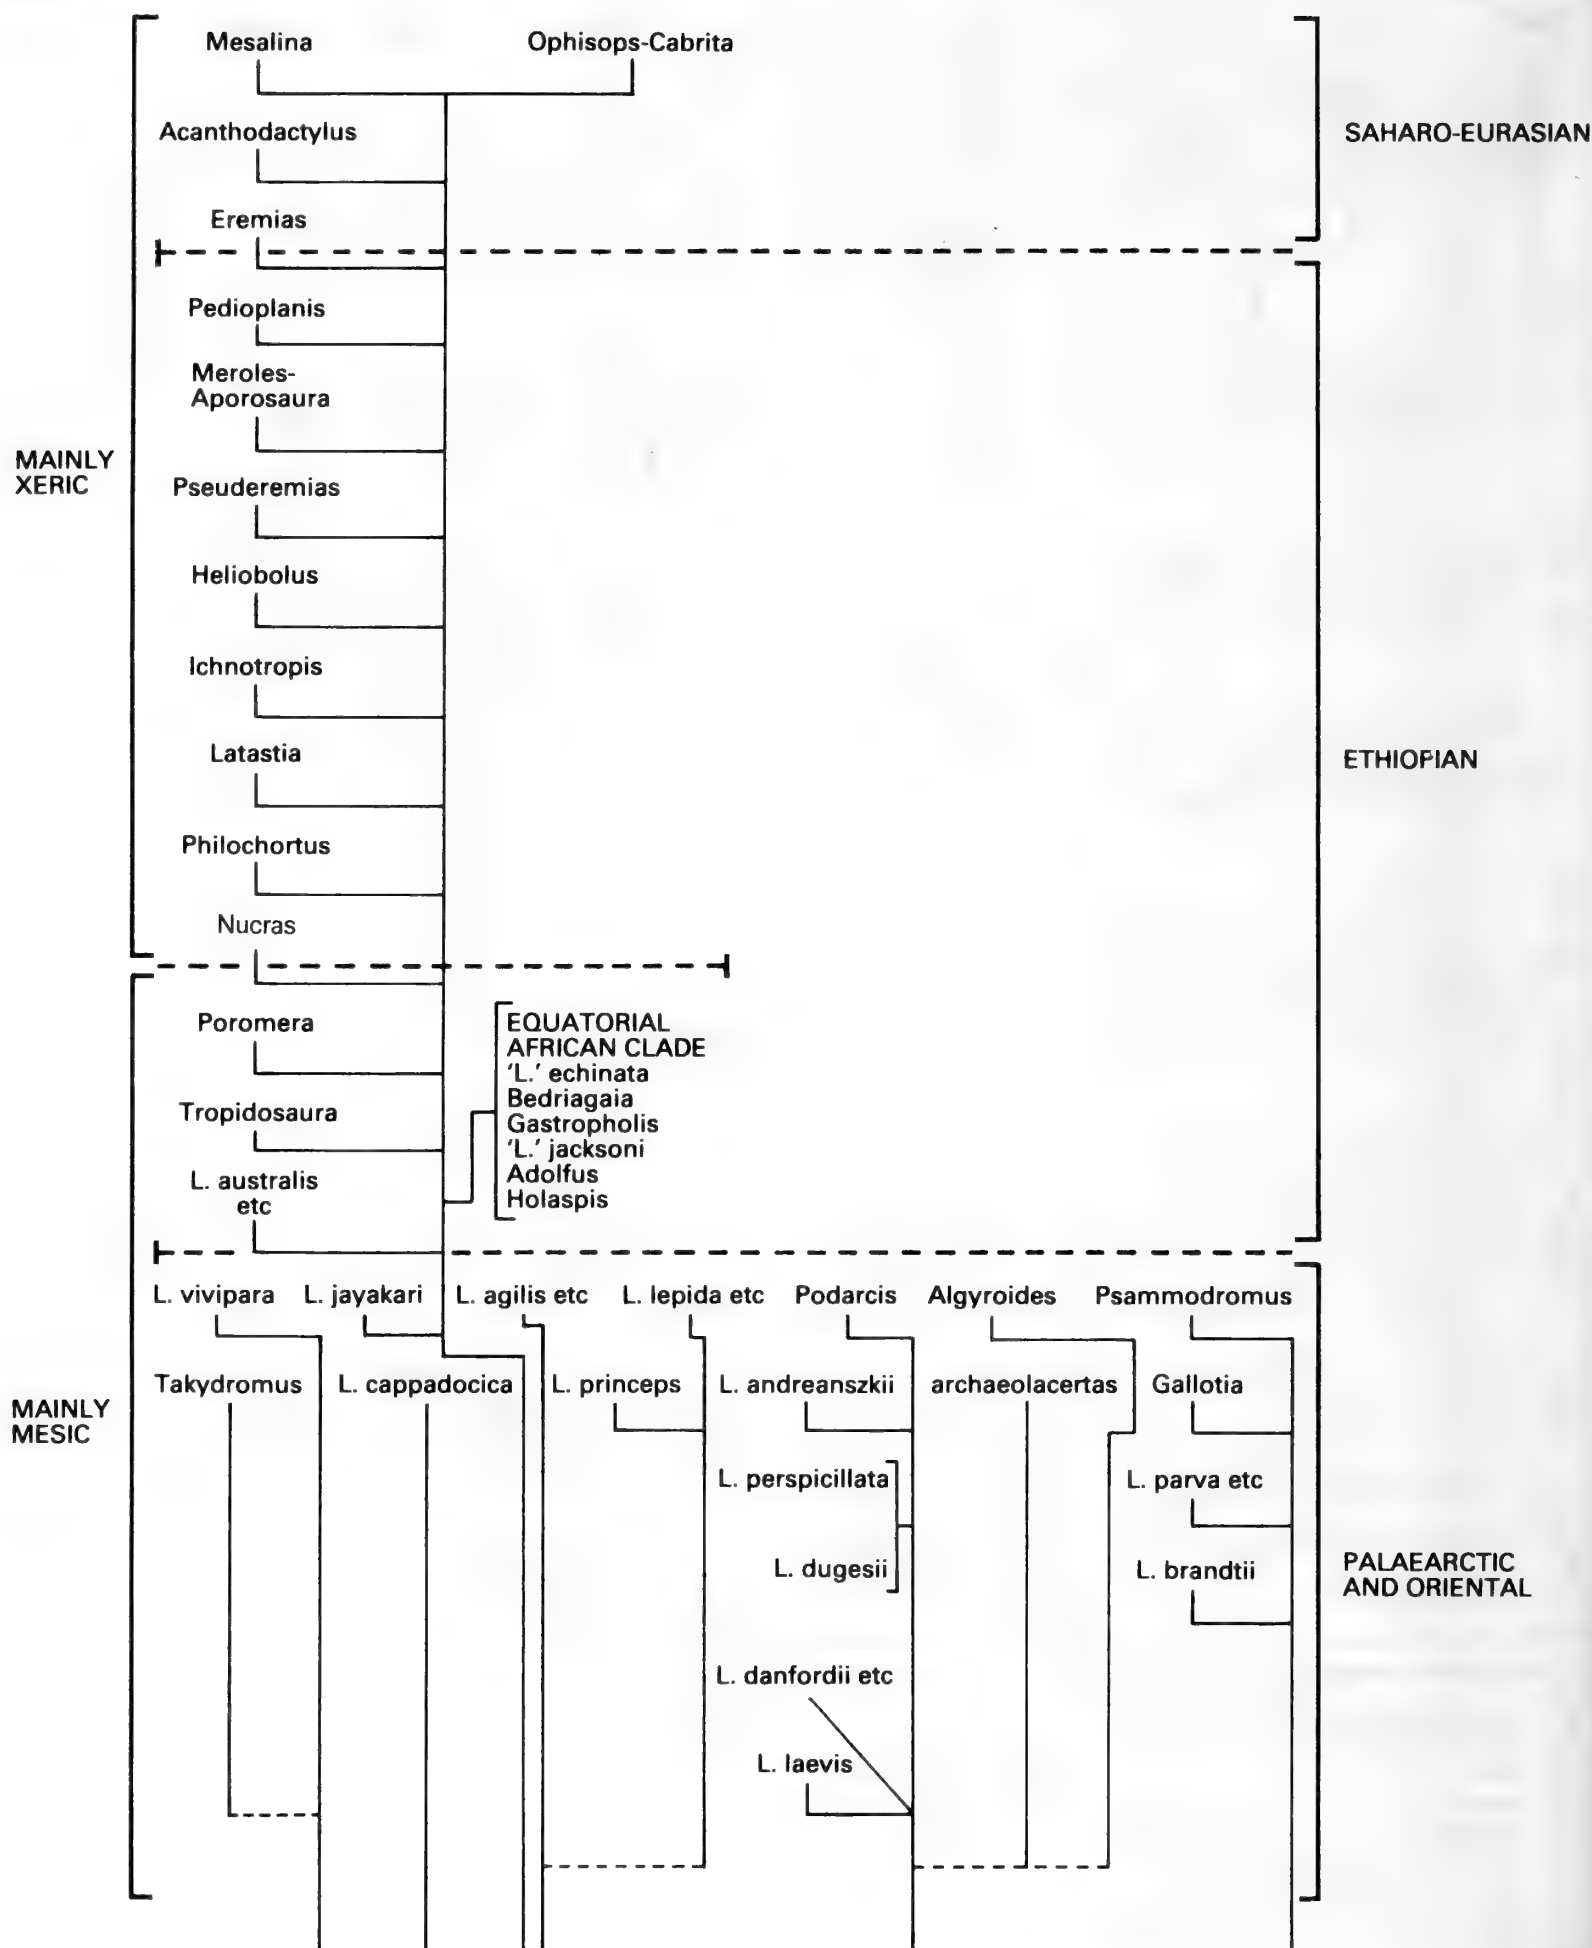 Mesalina
Ophisops-Cabrita
Acanthodactylus
SAHARO-EURASIAN
Eremias
Pedioplanis
Meroles-
Aporosaura
MAINLY
XERIC
Pseuderemias
Heliobolus
Ichnotropis
Latastia
ETHIOPIAN
Philochortus
Nucras
Poromera
EQUATORIAL
AFRICAN CLADE
'L.' echinata
Bedriagaia
Gastropholis
'L.' jacksoni
Adolfus
Holaspis
Tropidosaura
L. australis
etc
L. vivipara
L. jayakari
L. agilis etc
L. lepida etc
Podarcis
Algyroides
Psammodromus
Takydromus
L. cappadocica
L. princeps
L. andreanszkii
archaeolacertas
Gallotia
MAINLY
MESIC
L. perspicillata
L. parva etc
L. dugesii
L. brandtii
PALAEARCTIC
AND ORIENTAL
L. danfordii etc
L. laevis